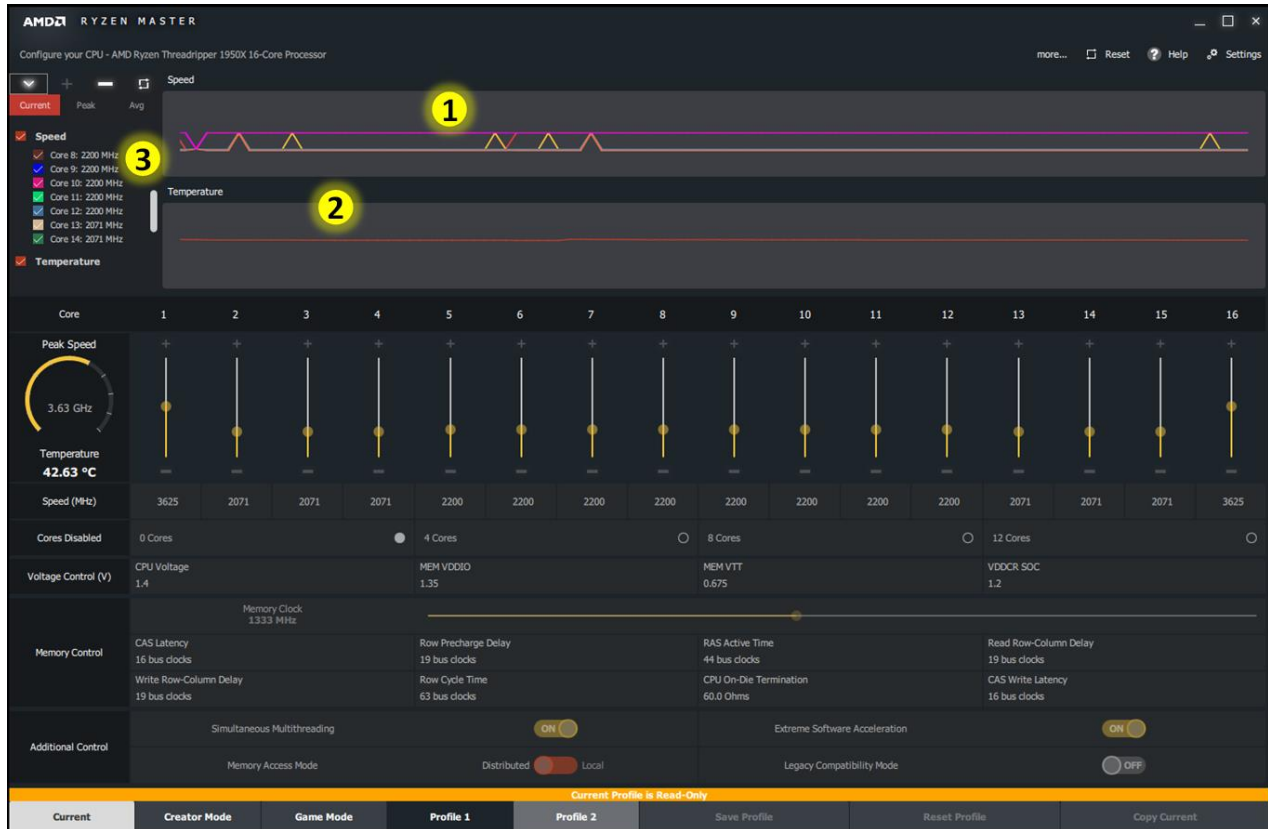 AMD RYZEN MASTER
Configure your CPU - AMD Ryzen Threadripper 1950X 16-Core Processor
more... Reset ? Help Settings
Speed
Current Peak Avg
1
Speed
Core 8: 2200 MHz
Core 9: 2200 MHz
Core 10: 2200 MHz
Core 11: 2200 MHz
Core 12: 2200 MHz
Core 13: 2071 MHz
Core 14: 2071 MHz
3
Temperature
Temperature
2
Core 1 2 3 4 5 6 7 8 9 10 11 12 13 14 15 16
Peak Speed
3.63 GHz
Temperature
42.63 °C
Speed (MHz) 3625 2071 2071 2071 2200 2200 2200 2200 2200 2200 2200 2200 2071 2071 2071 3625
Cores Disabled 0 Cores 4 Cores 8 Cores 12 Cores
Voltage Control (V)
CPU Voltage MEM VDDIO MEM VTT VDDCR SOC
1.4 1.35 0.675 1.2
Memory Control
Memory Clock
1333 MHz
CAS Latency Row Precharge Delay RAS Active Time Read Row-Column Delay
16 bus clocks 19 bus clocks 44 bus clocks 19 bus clocks
Write Row-Column Delay Row Cycle Time CPU On-Die Termination CAS Write Latency
19 bus clocks 63 bus clocks 60.0 Ohms 16 bus clocks
Additional Control
Simultaneous Multithreading ON Extreme Software Acceleration ON
Memory Access Mode Distributed Local Legacy Compatibility Mode OFF
Current Profile is Read-Only
Current Creator Mode Game Mode Profile 1 Profile 2 Save Profile Reset Profile Copy Current